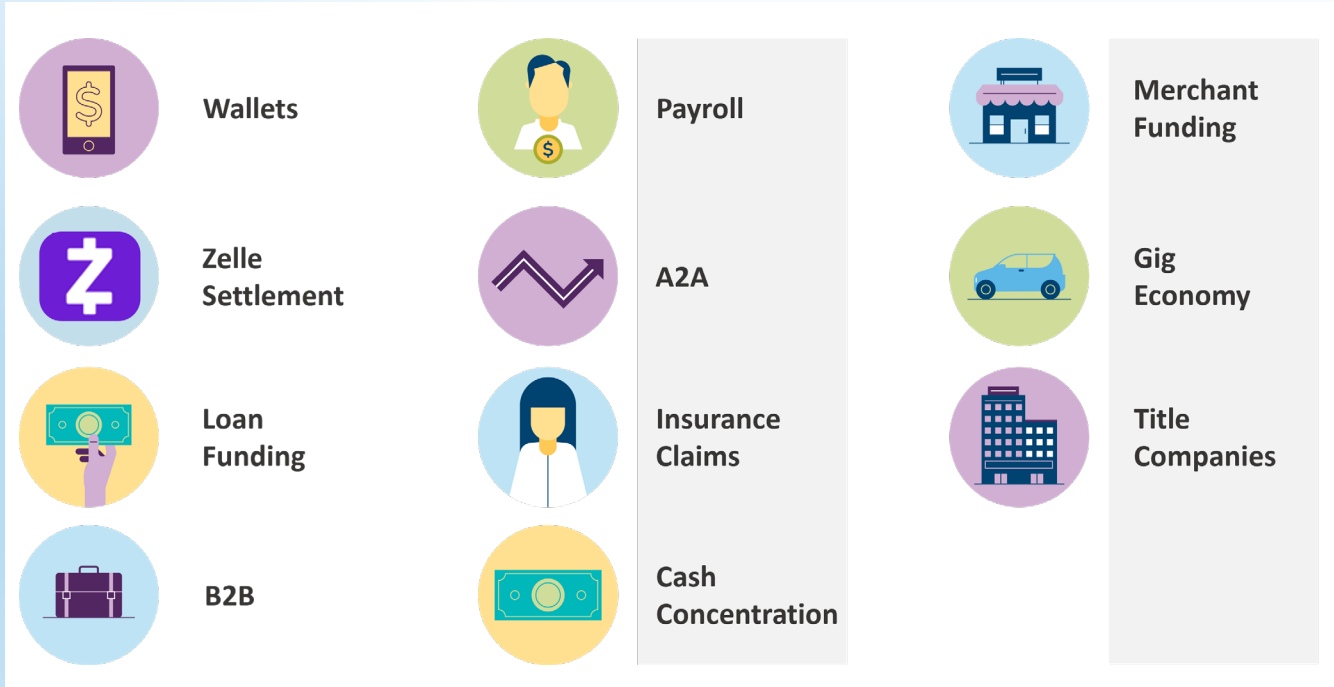 Wallets
Zelle
Settlement
Loan
Funding
B2B
Payroll
A2A
Insurance
Claims
Cash
Concentration
Merchant
Funding
Gig
Economy
Title
Companies